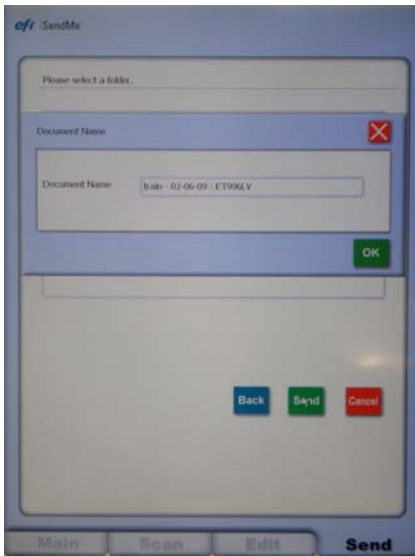 efi SendMe
Please select a folder.
Document Name
Document Name train - 02-06-09 - ET996LV
OK
Back Send Cancel
Main Scan Edit Send